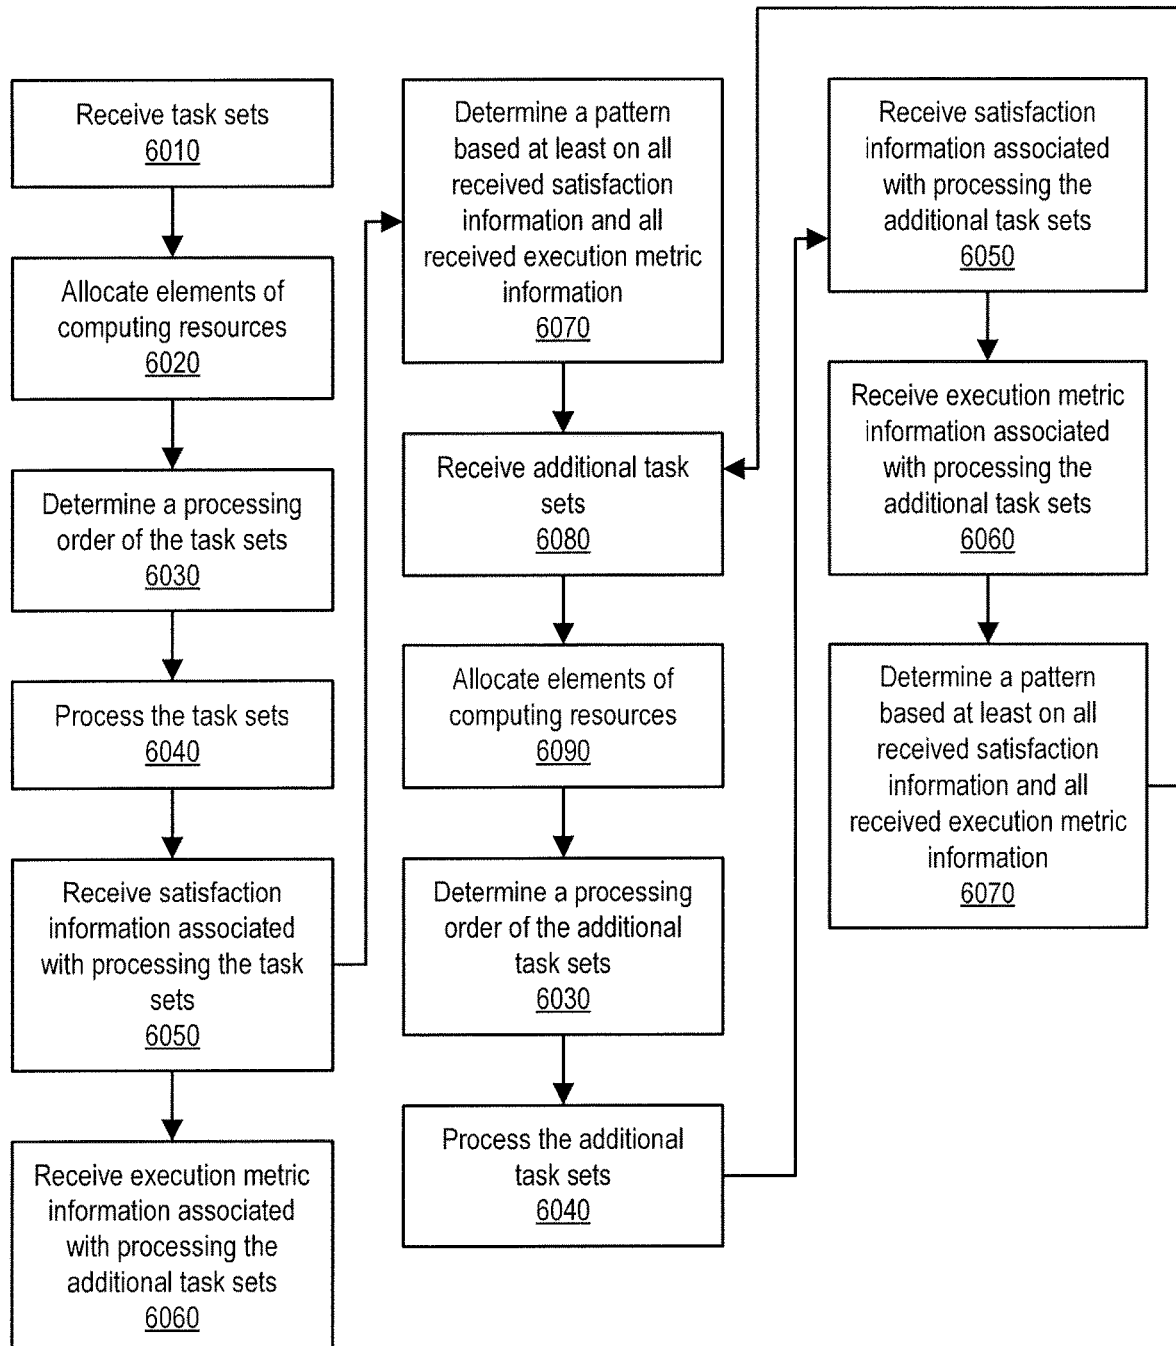 Receive task sets
6010
Allocate elements of
computing resources
6020
Determine a processing
order of the task sets
6030
Process the task sets
6040
Receive satisfaction
information associated
with processing the task
sets
6050
Receive execution metric
information associated
with processing the
additional task sets
6060
Determine a pattern
based at least on all
received satisfaction
information and all
received execution metric
information
6070
Receive additional task
sets
6080
Allocate elements of
computing resources
6090
Determine a processing
order of the additional
task sets
6030
Process the additional
task sets
6040
Receive satisfaction
information associated
with processing the
additional task sets
6050
Receive execution metric
information associated
with processing the
additional task sets
6060
Determine a pattern
based at least on all
received satisfaction
information and all
received execution metric
information
6070